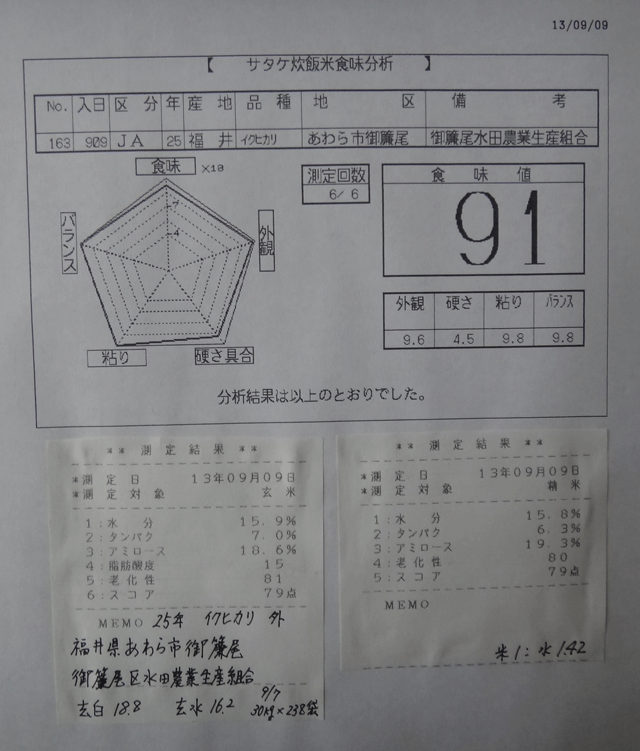 13/09/09
【 サタケ炊飯米食味分析 】
No. 入日 区分 年 産地 品種 地区 備考
163 909 JA 25 福井 イクヒカリ あわら市御簾尾 御簾尾水田農業生産組合
食味 ×10
7
4
外観
硬さ具合
粘り
バランス
測定回数
6/ 6
食味値
91
外観 硬さ 粘り バランス
9.6 4.5 9.8 9.8
分析結果は以上のとおりでした。
** 測定結果 **
*測定日 13年09月09日
*測定対象 玄米
1:水分 15.9%
2:タンパク 7.0%
3:アミロース 18.6%
4:脂肪酸度 15
5:老化性 81
6:スコア 79点
MEMO 25年 イクヒカリ 外
福井県あわら市御簾尾
御簾尾区水田農業生産組合
9/7
玄白 18.8 玄水 16.2 30kg×238袋
** 測定結果 **
*測定日 13年09月09日
*測定対象 精米
1:水分 15.8%
2:タンパク 6.3%
3:アミロース 19.3%
4:老化性 80
5:スコア 79点
MEMO
米1:水1.42